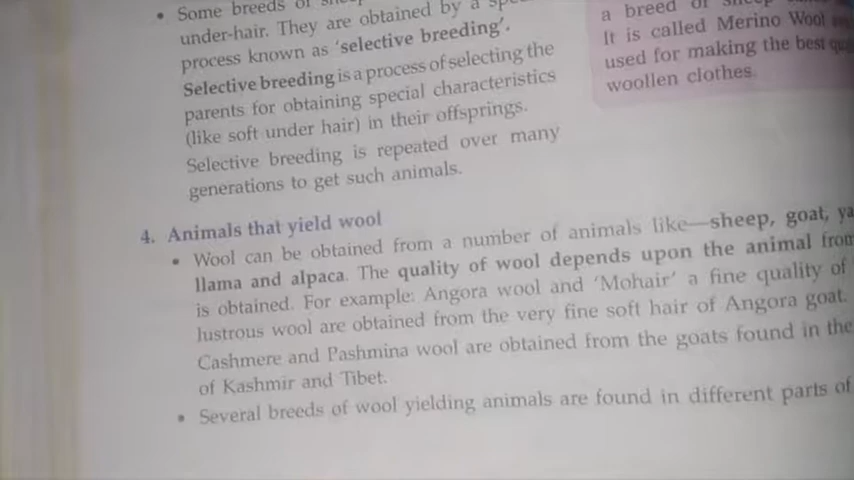 • Some breeds of
under-hair. They are obtained by a
process known as 'selective breeding'.
Selective breeding is a process of selecting the
parents for obtaining special characteristics
(like soft under hair) in their offsprings.
Selective breeding is repeated over many
generations to get such animals.
a breed of sheep
It is called Merino Wool
used for making the best
woollen clothes.
4. Animals that yield wool
• Wool can be obtained from a number of animals like—sheep, goat,
llama and alpaca. The quality of wool depends upon the animal from
is obtained. For example: Angora wool and 'Mohair' a fine quality of
lustrous wool are obtained from the very fine soft hair of Angora goat.
Cashmere and Pashmina wool are obtained from the goats found in the
of Kashmir and Tibet.
• Several breeds of wool yielding animals are found in different parts of